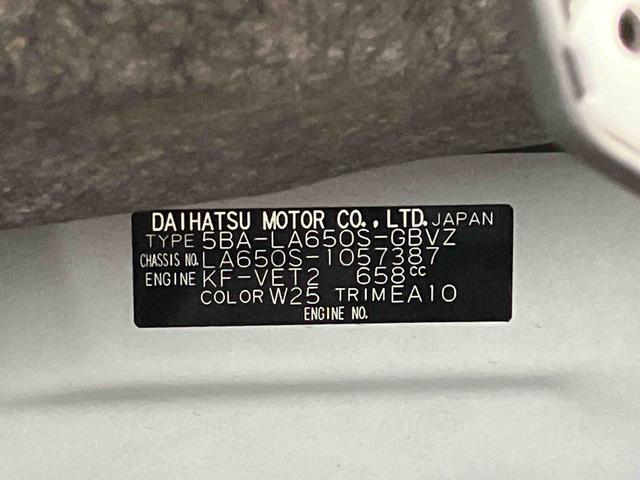 DAIHATSU MOTOR CO., LTD. JAPAN
TYPE 5BA-LA650S-GBVZ
CHASSIS NO. LA650S-1057387
ENGINE KF-VET2 658cc
COLOR W25 TRIM EA10
ENGINE NO.